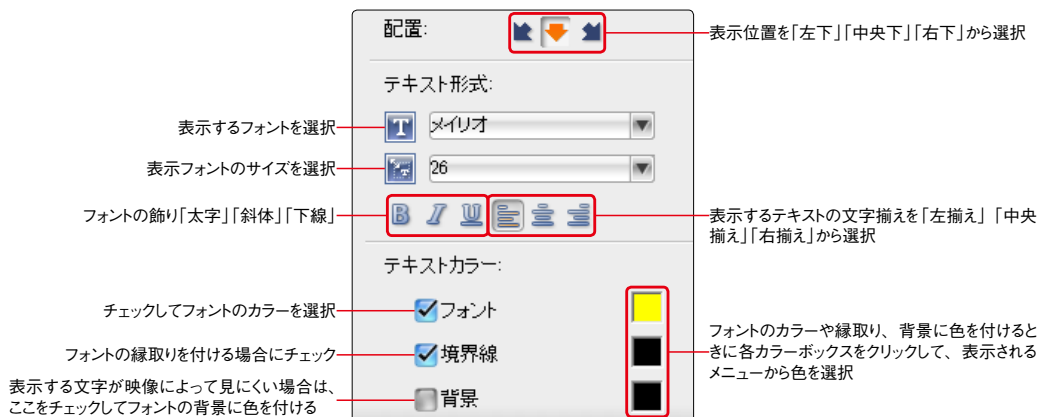 配置:
表示位置を「左下」「中央下」「右下」から選択
テキスト形式:
表示するフォントを選択
メイリオ
表示フォントのサイズを選択
26
フォントの飾り「太字」「斜体」「下線」
B I U
表示するテキストの文字揃えを「左揃え」「中央
揃え」「右揃え」から選択
テキストカラー:
チェックしてフォントのカラーを選択
フォント
フォントの縁取りを付ける場合にチェック
境界線
フォントのカラーや縁取り、背景に色を付けると
きに各カラーボックスをクリックして、表示される
メニューから色を選択
表示する文字が映像によって見にくい場合は、
ここをチェックしてフォントの背景に色を付ける
背景